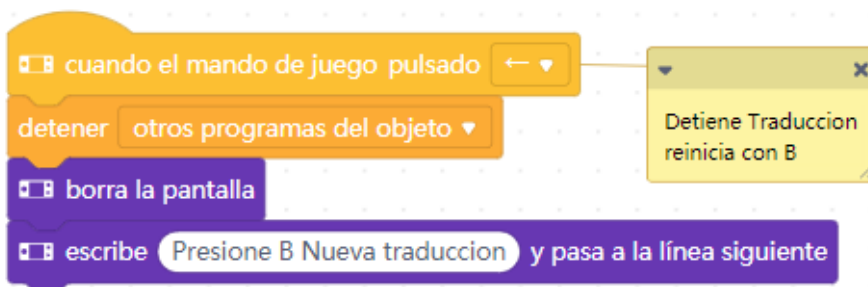 cuando el mando de juego pulsado ←
Detiene Traduccion
reinicia con B
detener otros programas del objeto
borra la pantalla
escribe Presione B Nueva traduccion y pasa a la línea siguiente